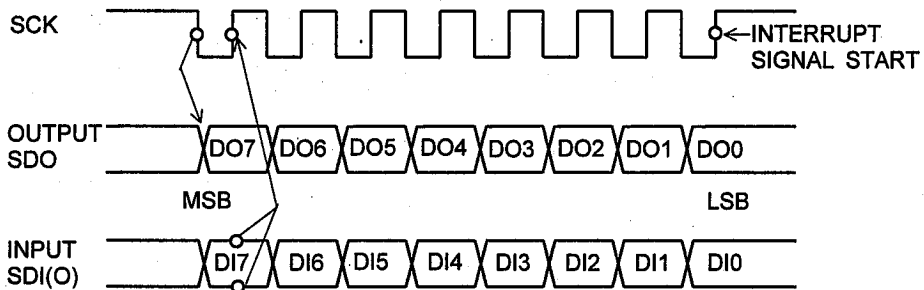 SCK
INTERRUPT
SIGNAL START
OUTPUT
SDO
DO7 DO6 DO5 DO4 DO3 DO2 DO1 DO0
MSB LSB
INPUT
SDI(O)
DI7 DI6 DI5 DI4 DI3 DI2 DI1 DI0